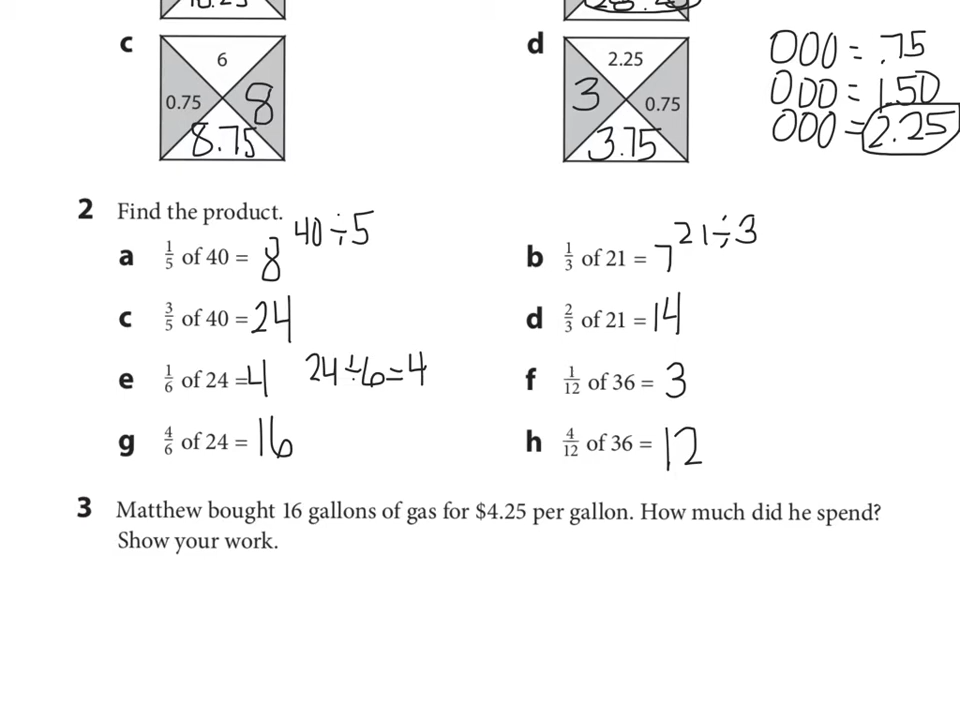 c
6
0.75
8
8.75
d
2.25
3
0.75
3.75
000 = .75
000 = 1.50
000 = 2.25
2 Find the product.
a 1/5 of 40 = 8 40÷5
b 1/3 of 21 = 7 21÷3
c 3/5 of 40 = 24
d 2/3 of 21 = 14
e 1/6 of 24 = 4 24÷6=4
f 1/12 of 36 = 3
g 4/6 of 24 = 16
h 4/12 of 36 = 12
3 Matthew bought 16 gallons of gas for $4.25 per gallon. How much did he spend?
Show your work.